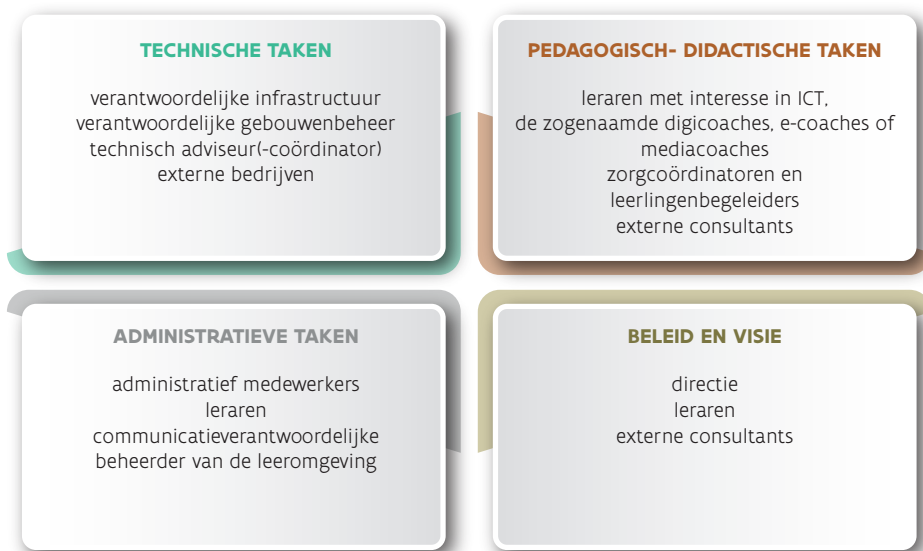 TECHNISCHE TAKEN
verantwoordelijke infrastructuur
verantwoordelijke gebouwenbeheer
technisch adviseur(-coördinator)
externe bedrijven
PEDAGOGISCH- DIDACTISCHE TAKEN
leraren met interesse in ICT,
de zogenaamde digicoaches, e-coaches of
mediacoaches
zorgcoördinatoren en
leerlingenbegeleiders
externe consultants
ADMINISTRATIEVE TAKEN
administratief medewerkers
leraren
communicatieverantwoordelijke
beheerder van de leeromgeving
BELEID EN VISIE
directie
leraren
externe consultants